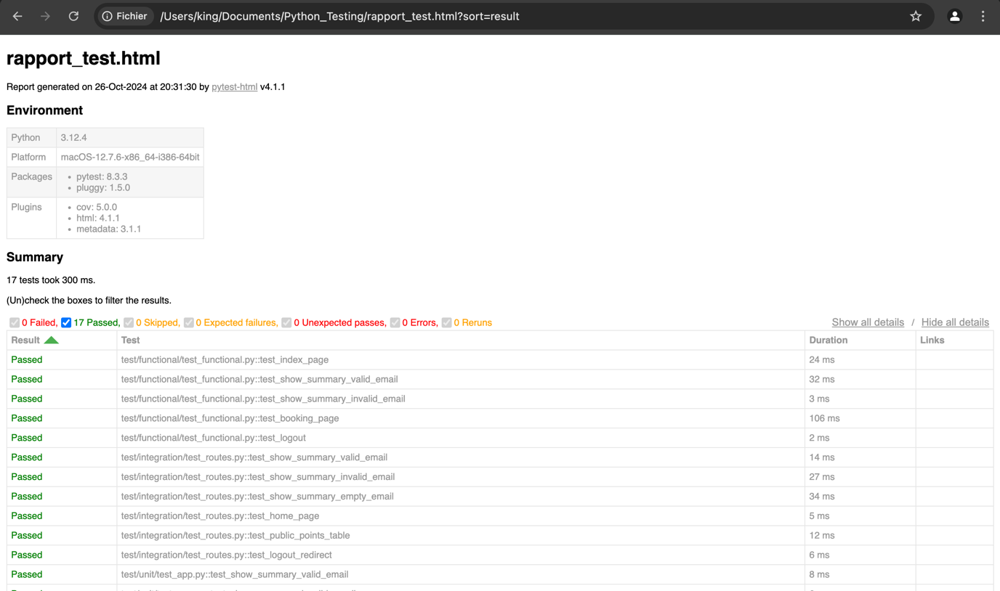 Fichier /Users/king/Documents/Python_Testing/rapport_test.html?sort=result
rapport_test.html
Report generated on 26-Oct-2024 at 20:31:30 by pytest-html v4.1.1
Environment
Python 3.12.4
Platform macOS-12.7.6-x86_64-i386-64bit
Packages • pytest: 8.3.3
• pluggy: 1.5.0
Plugins • cov: 5.0.0
• html: 4.1.1
• metadata: 3.1.1
Summary
17 tests took 300 ms.
(Un)check the boxes to filter the results.
0 Failed, 17 Passed, 0 Skipped, 0 Expected failures, 0 Unexpected passes, 0 Errors, 0 Reruns Show all details / Hide all details
Result Test Duration Links
Passed test/functional/test_functional.py::test_index_page 24 ms
Passed test/functional/test_functional.py::test_show_summary_valid_email 32 ms
Passed test/functional/test_functional.py::test_show_summary_invalid_email 3 ms
Passed test/functional/test_functional.py::test_booking_page 106 ms
Passed test/functional/test_functional.py::test_logout 2 ms
Passed test/integration/test_routes.py::test_show_summary_valid_email 14 ms
Passed test/integration/test_routes.py::test_show_summary_invalid_email 27 ms
Passed test/integration/test_routes.py::test_show_summary_empty_email 34 ms
Passed test/integration/test_routes.py::test_home_page 5 ms
Passed test/integration/test_routes.py::test_public_points_table 12 ms
Passed test/integration/test_routes.py::test_logout_redirect 6 ms
Passed test/unit/test_app.py::test_show_summary_valid_email 8 ms